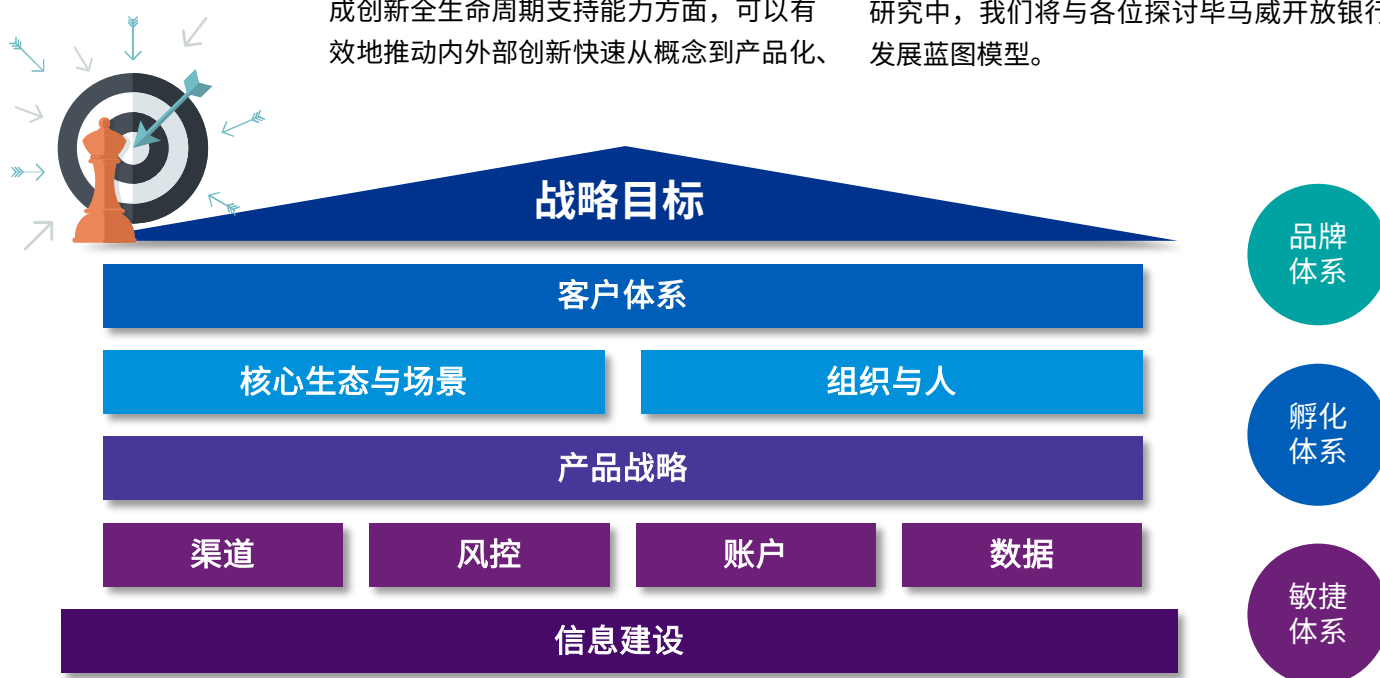 成创新全生命周期支持能力方面，可以有
效地推动内外部创新快速从概念到产品化、
研究中，我们将与各位探讨毕马威开放银行
发展蓝图模型。
战略目标
客户体系
核心生态与场景
组织与人
产品战略
渠道
风控
账户
数据
信息建设
品牌
体系
孵化
体系
敏捷
体系